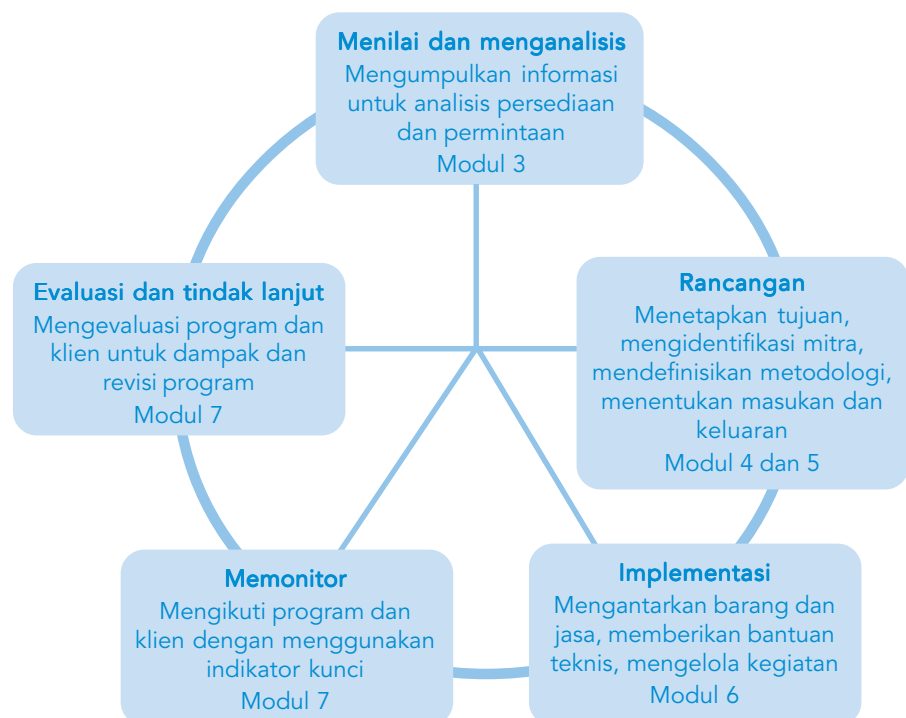 Menilai dan menganalisis
Mengumpulkan informasi
untuk analisis persediaan
dan permintaan
Modul 3
Rancangan
Menetapkan tujuan,
mengidentifikasi mitra,
mendefinisikan metodologi,
menentukan masukan dan
keluaran
Modul 4 dan 5
Implementasi
Mengantarkan barang dan
jasa, memberikan bantuan
teknis, mengelola kegiatan
Modul 6
Memonitor
Mengikuti program dan
klien dengan menggunakan
indikator kunci
Modul 7
Evaluasi dan tindak lanjut
Mengevaluasi program dan
klien untuk dampak dan
revisi program
Modul 7